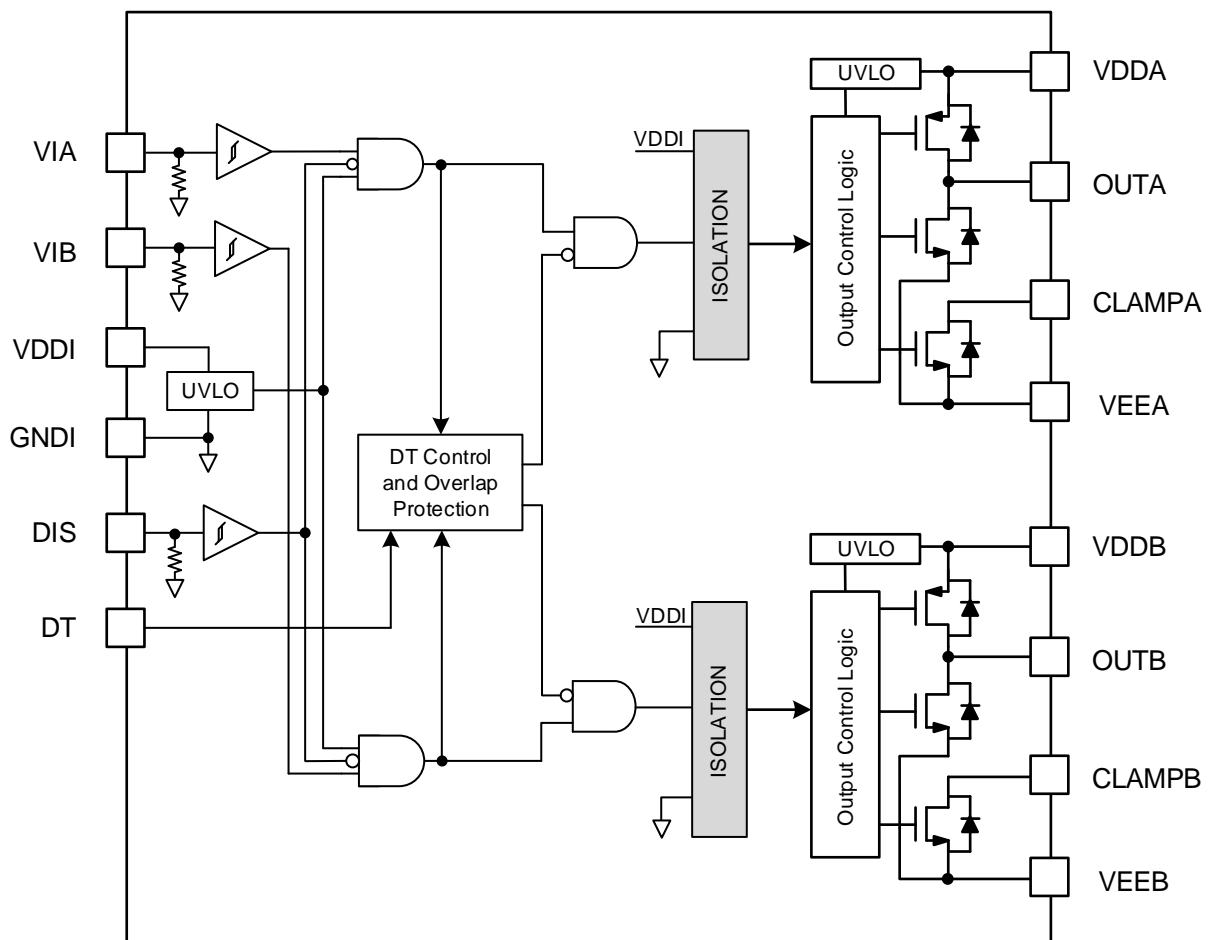 VIA
VIB
VDDI
UVLO
GNDI
DIS
DT
DT Control
and Overlap
Protection
VDDI
ISOLATION
UVLO
Output Control Logic
VDDA
OUTA
CLAMPA
VEEA
VDDI
ISOLATION
UVLO
Output Control Logic
VDDB
OUTB
CLAMPB
VEEB